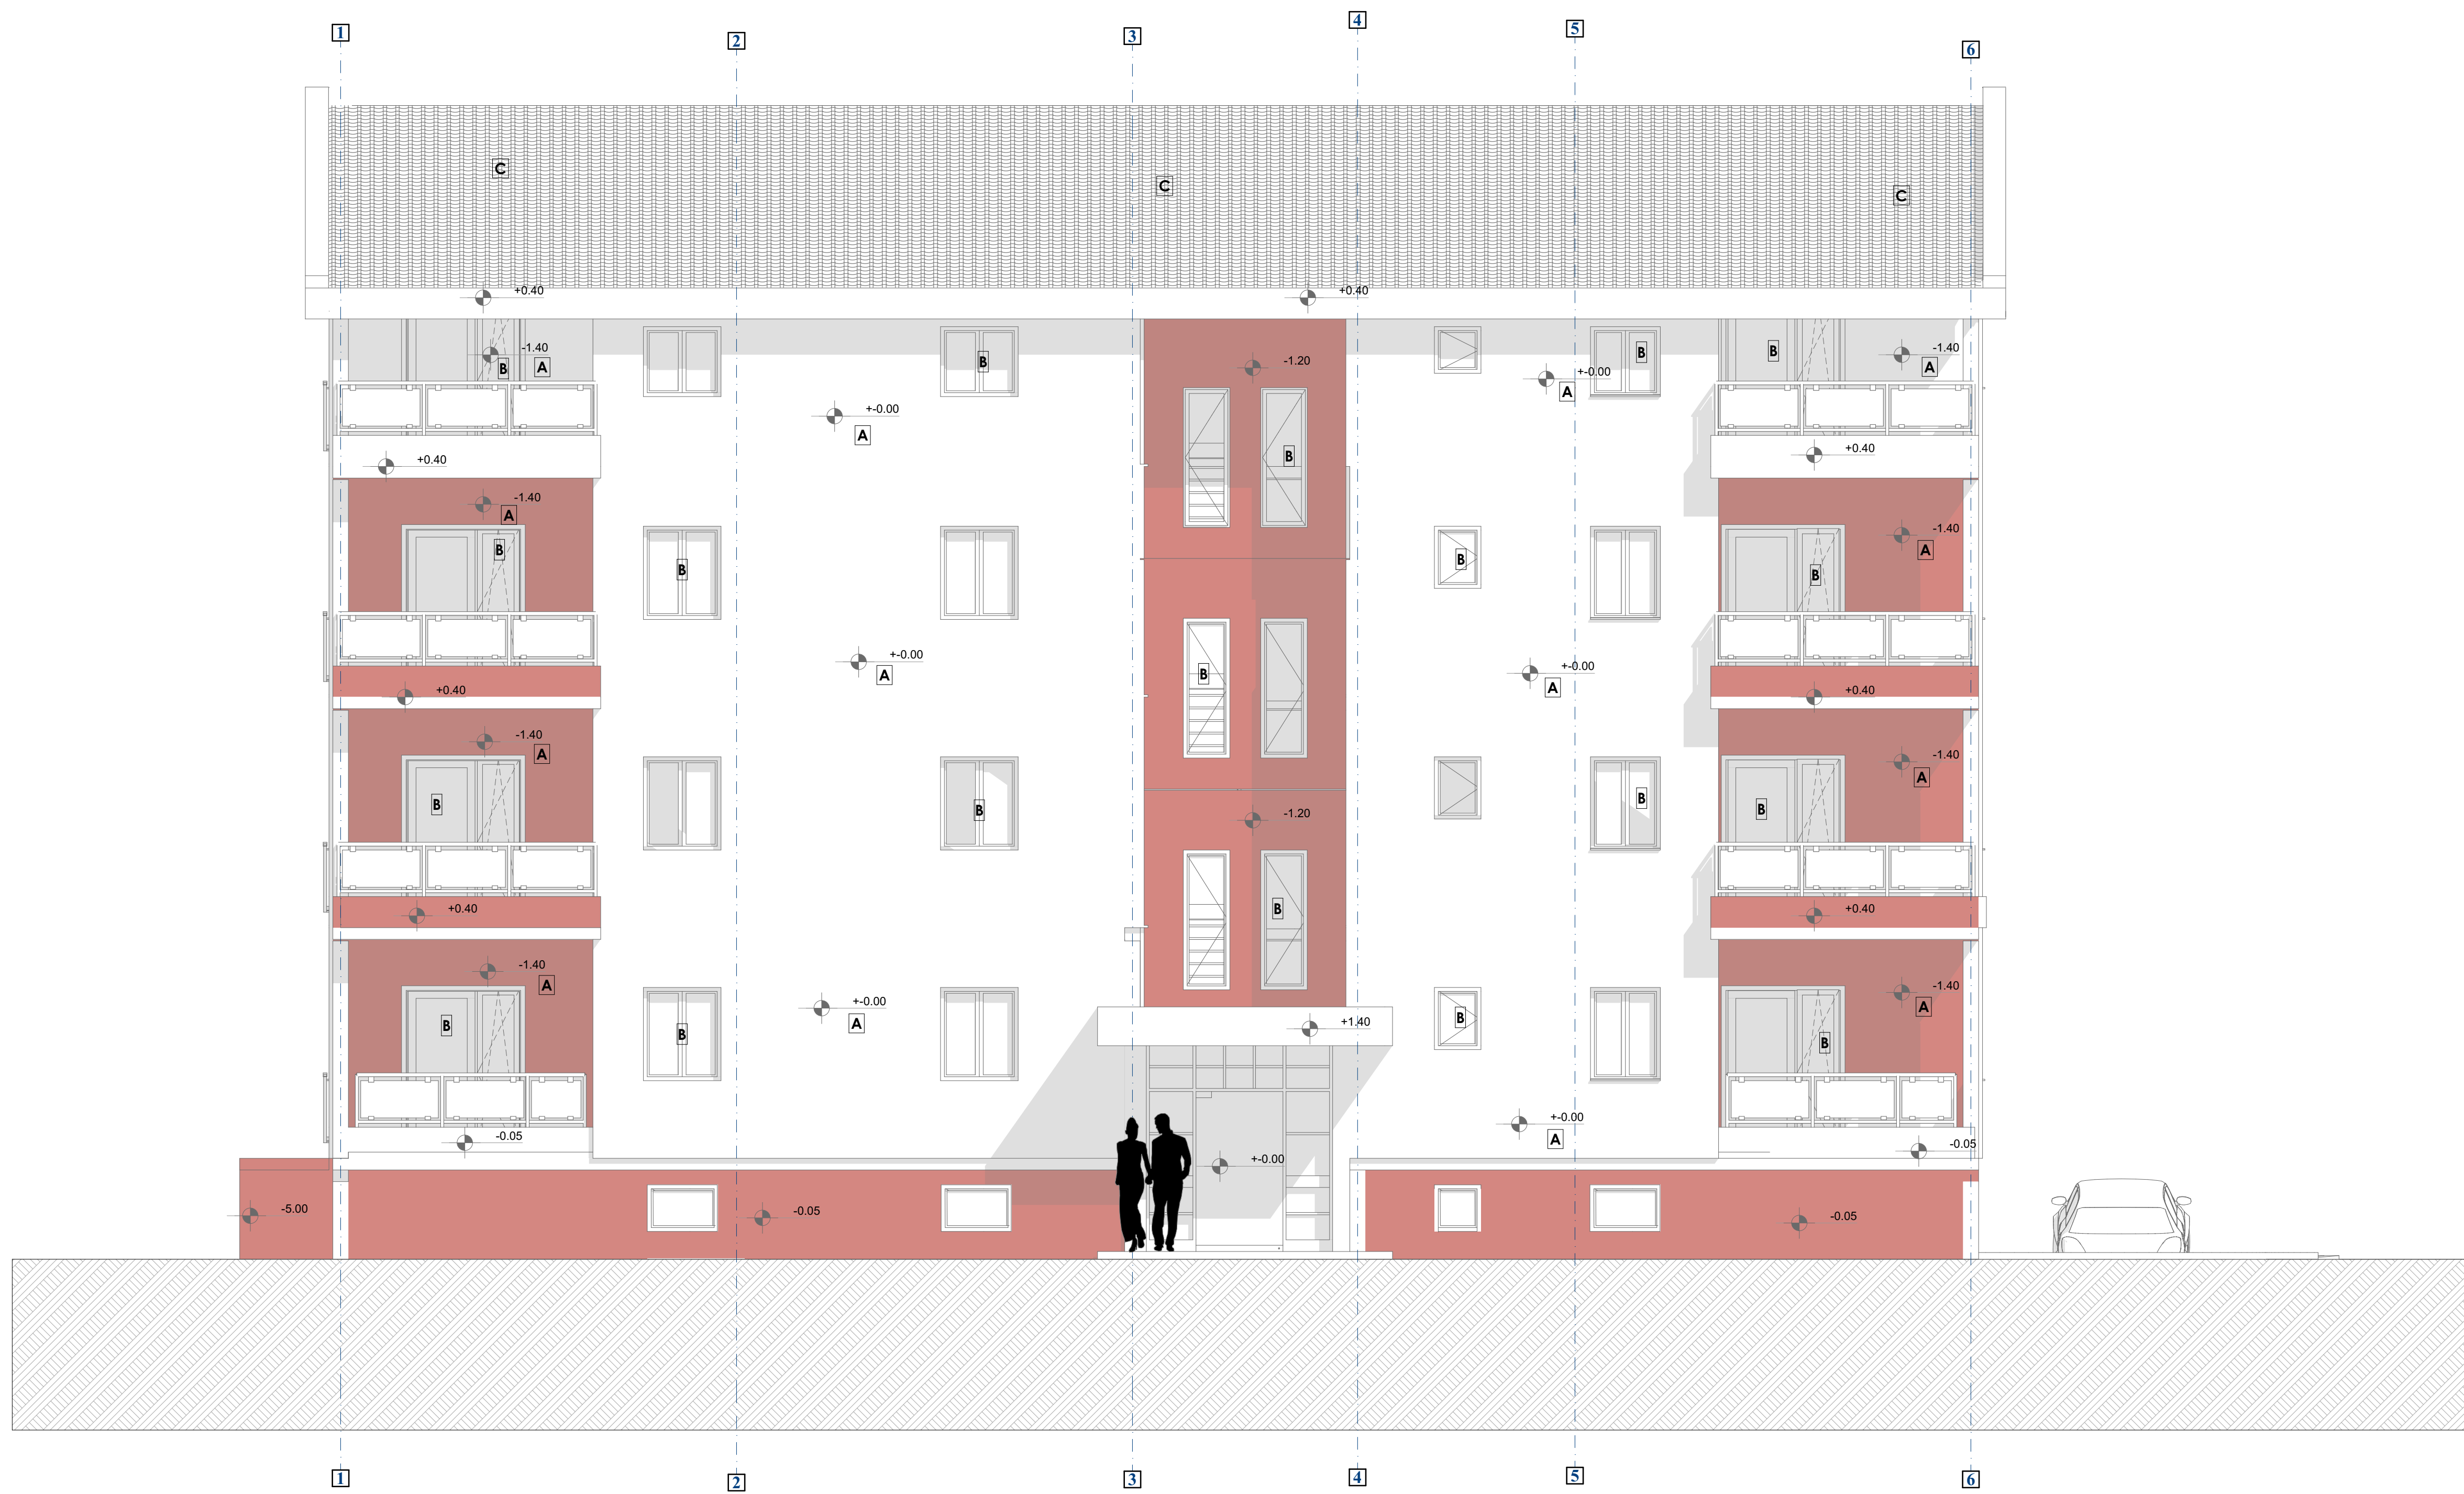 1 2 3 4 5 6
C C C
+0.40 +0.40
-1.40 B A B -1.20 +-0.00 A B B -1.40 A
+-0.00 A
+0.40 B +0.40
-1.40 A -1.40 A
B B B B
+-0.00 A B +-0.00 A
+0.40 +0.40
-1.40 A -1.40 A
B B -1.20 B B
+0.40 B +0.40
-1.40 A -1.40 A
B B +-0.00 A +1.40 B B
-0.05 +-0.00 A -0.05
+-0.00
-5.00 -0.05 -0.05
1 2 3 4 5 6